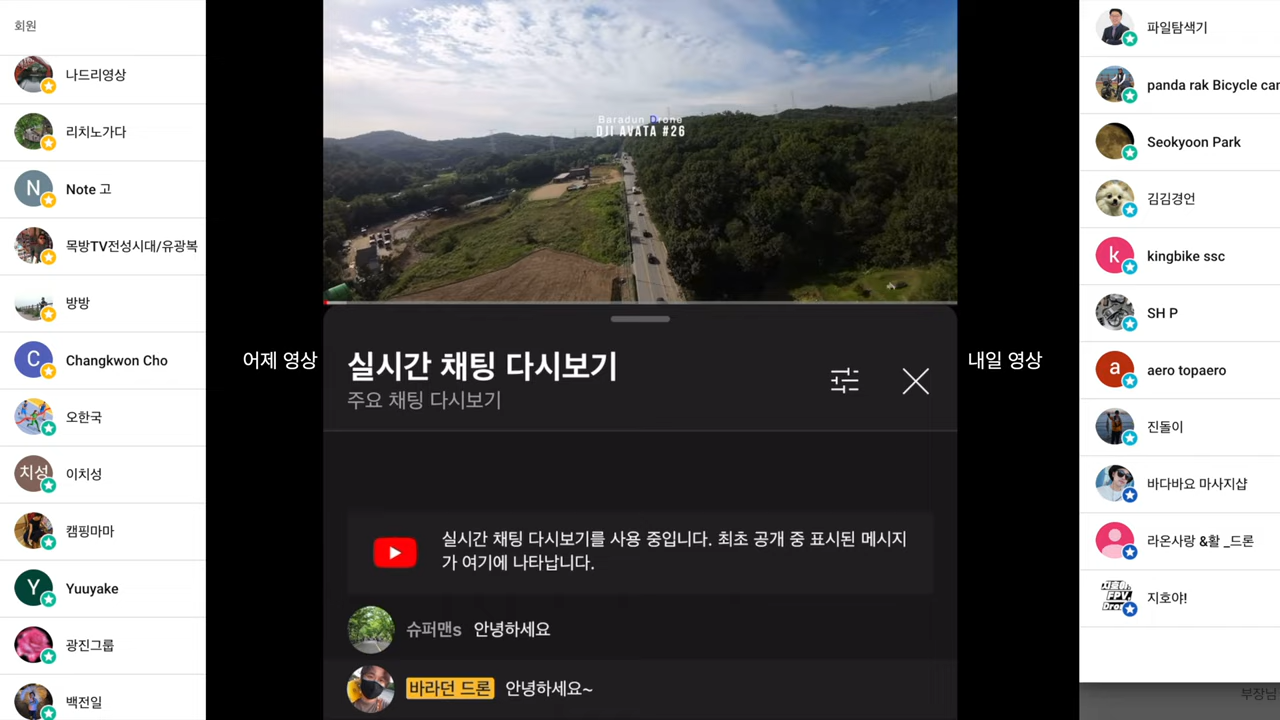 회원
나드리영상
리치노가다
N
Note 고
목방TV전성시대/유광복
방방
C
Changkwon Cho
오한국
치성
이치성
캠핑마마
Y
Yuuyake
광진그룹
백전일
Baradun Drone
DJI AVATA #26
어제 영상
내일 영상
실시간 채팅 다시보기
주요 채팅 다시보기
실시간 채팅 다시보기를 사용 중입니다. 최초 공개 중 표시된 메시지
가 여기에 나타납니다.
슈퍼맨s 안녕하세요
바라던 드론 안녕하세요~
파일탐색기
panda rak Bicycle
Seokyoon Park
김김경언
k
kingbike ssc
SH P
a
aero topaero
진돌이
바다바요 마사지샵
라온사랑 &활 _드론
지호야!
부장님